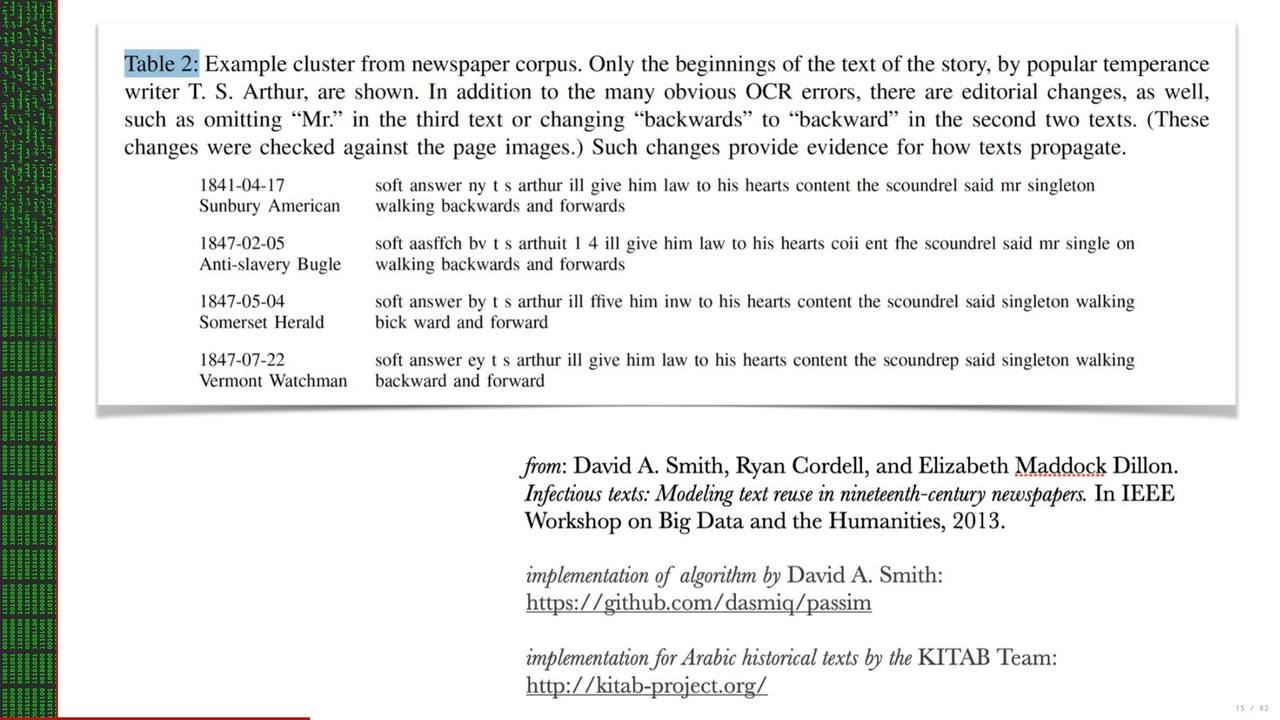 Table 2: Example cluster from newspaper corpus. Only the beginnings of the text of the story, by popular temperance
writer T. S. Arthur, are shown. In addition to the many obvious OCR errors, there are editorial changes, as well,
such as omitting “Mr.” in the third text or changing “backwards” to “backward” in the second two texts. (These
changes were checked against the page images.) Such changes provide evidence for how texts propagate.
1841-04-17 soft answer ny t s arthur ill give him law to his hearts content the scoundrel said mr singleton
Sunbury American walking backwards and forwards
1847-02-05 soft aasffch bv t s arthuit 1 4 ill give him law to his hearts coii ent fhe scoundrel said mr single on
Anti-slavery Bugle walking backwards and forwards
1847-05-04 soft answer by t s arthur ill ffive him inw to his hearts content the scoundrel said singleton walking
Somerset Herald bick ward and forward
1847-07-22 soft answer ey t s arthur ill give him law to his hearts content the scoundrep said singleton walking
Vermont Watchman backward and forward
from: David A. Smith, Ryan Cordell, and Elizabeth Maddock Dillon.
Infectious texts: Modeling text reuse in nineteenth-century newspapers. In IEEE
Workshop on Big Data and the Humanities, 2013.
implementation of algorithm by David A. Smith:
https://github.com/dasmiq/passim
implementation for Arabic historical texts by the KITAB Team:
http://kitab-project.org/
15 / 62